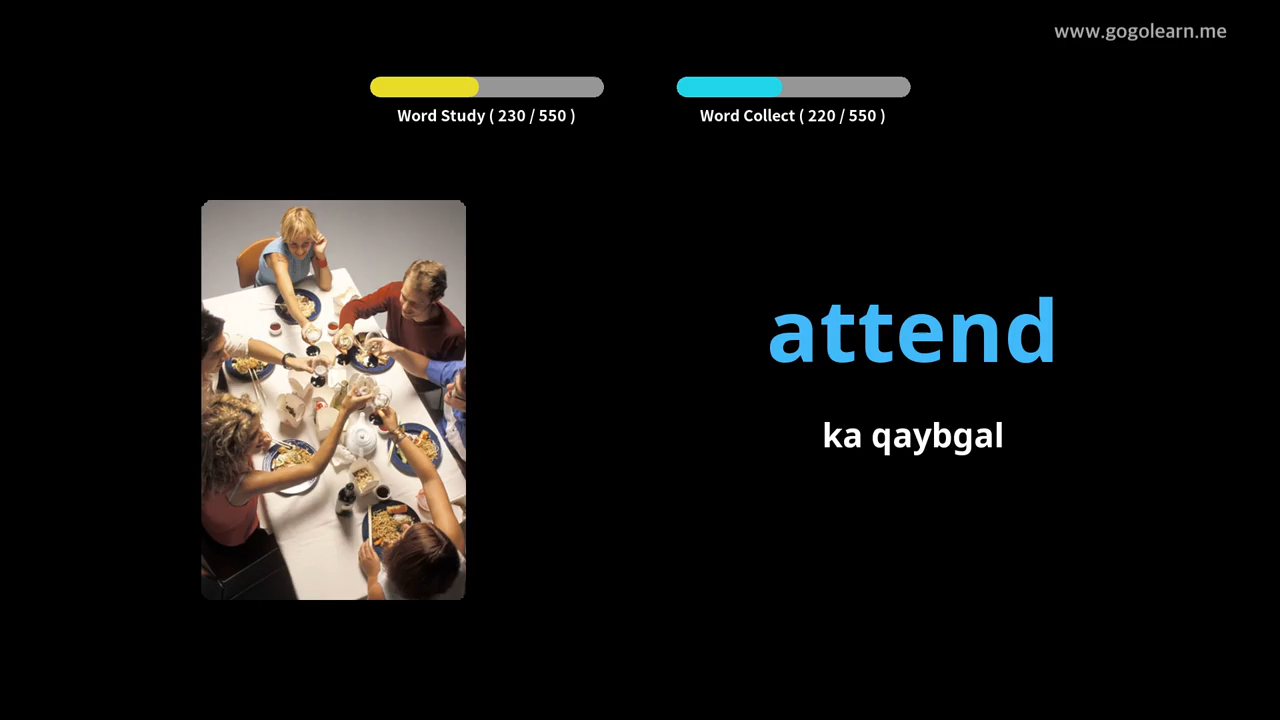 www.gogolearn.me
Word Study ( 230 / 550 )
Word Collect ( 220 / 550 )
attend
ka qaybgal